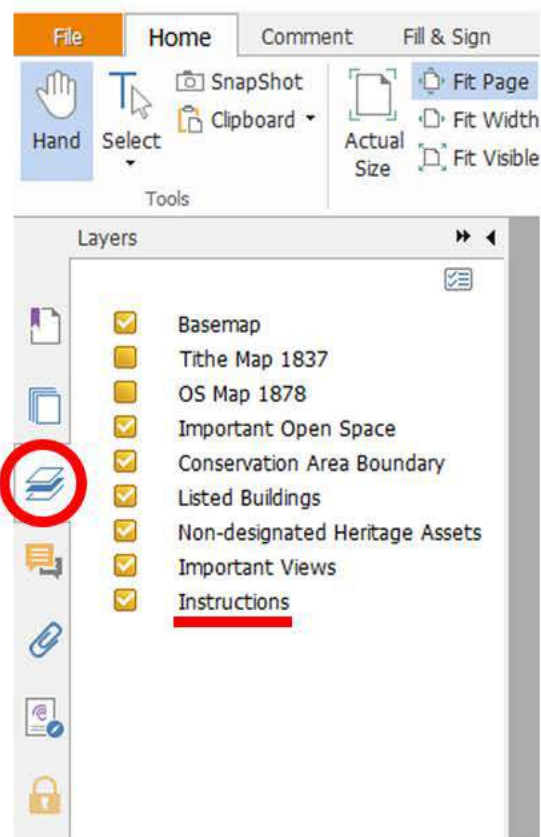 File Home Comment Fill & Sign
SnapShot
Clipboard
Hand Select
Actual Size
Fit Page
Fit Width
Fit Visible
Tools
Layers
Basemap
Tithe Map 1837
OS Map 1878
Important Open Space
Conservation Area Boundary
Listed Buildings
Non-designated Heritage Assets
Important Views
Instructions